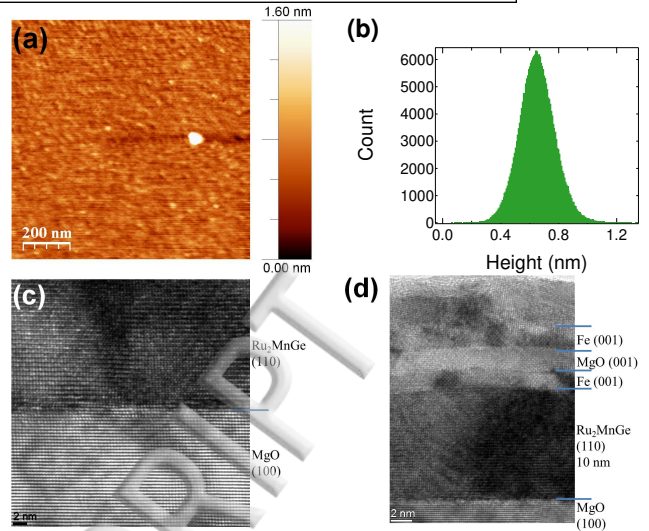 (a)
1.60 nm
200 nm
0.00 nm
(b)
Count
6000
5000
4000
3000
2000
1000
0
0.0
0.4
0.8
1.2
Height (nm)
(c)
Ru₂MnGe
(110)
MgO
(100)
2 nm
(d)
Fe (001)
MgO (001)
Fe (001)
Ru₂MnGe
(110)
10 nm
MgO
(100)
2 nm